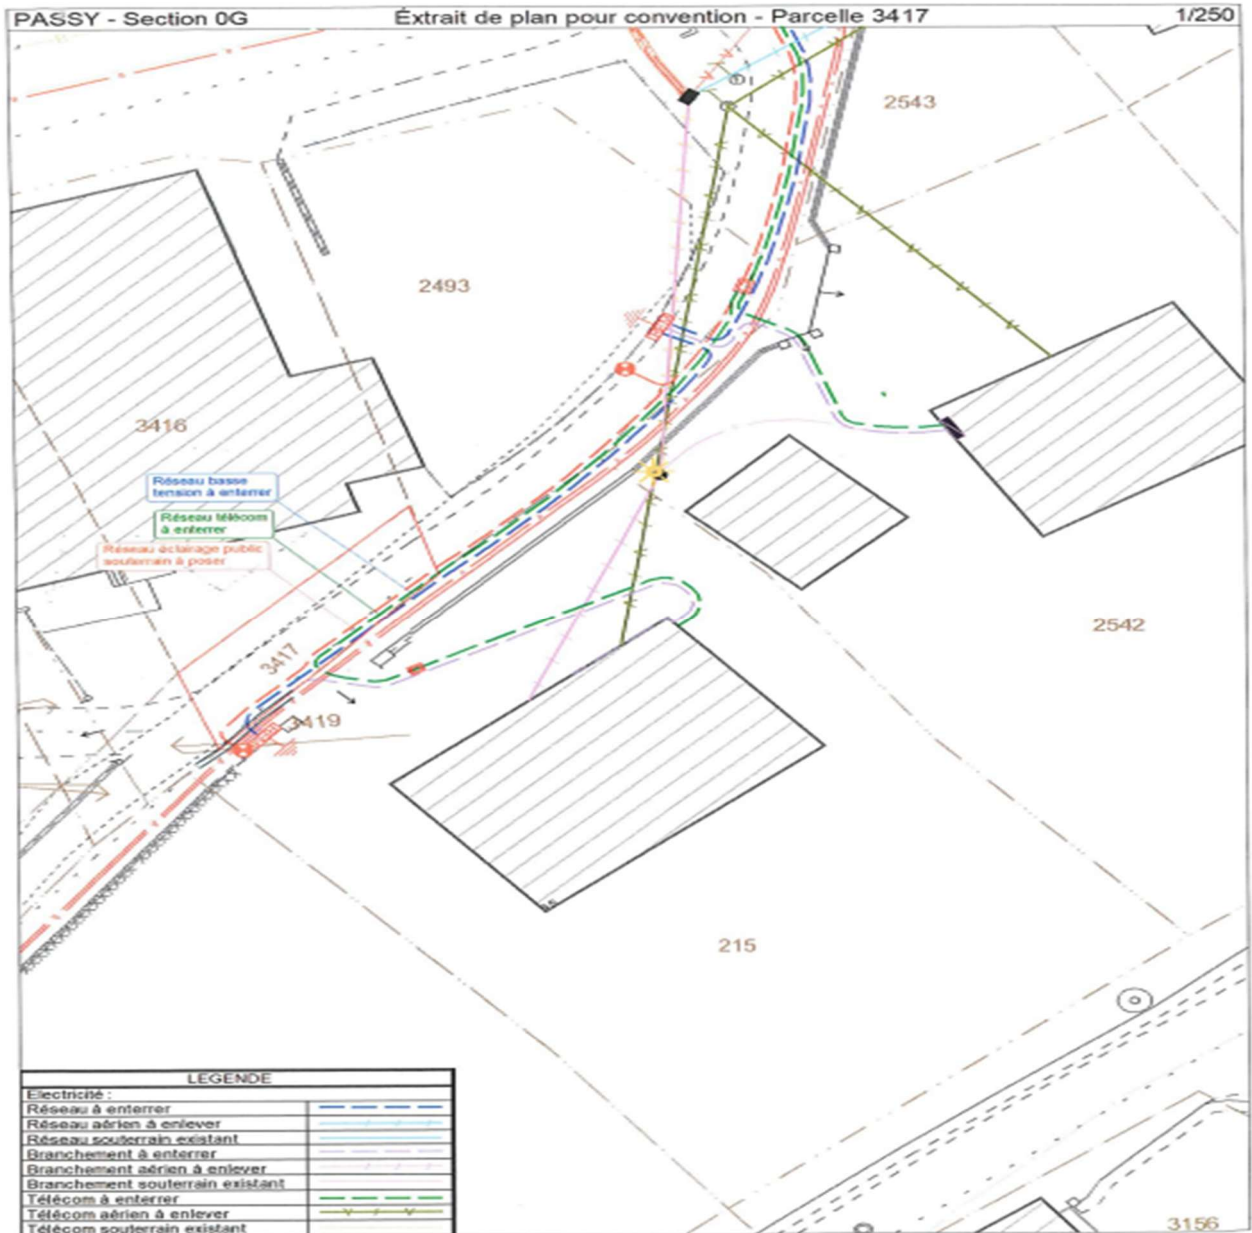 PASSY - Section 0G
Éxtrait de plan pour convention - Parcelle 3417
1/250
2543
2493
3416
Réseau basse
tension à enterrer
Réseau télécom
à enterrer
Réseau éclairage public
souterrain à poser
2542
3417
3419
215
3156
LEGENDE
Electricité :
Réseau à enterrer
Réseau aérien à enlever
Réseau souterrain existant
Branchement à enterrer
Branchement aérien à enlever
Branchement souterrain existant
Télécom à enterrer
Télécom aérien à enlever
Télécom souterrain existant